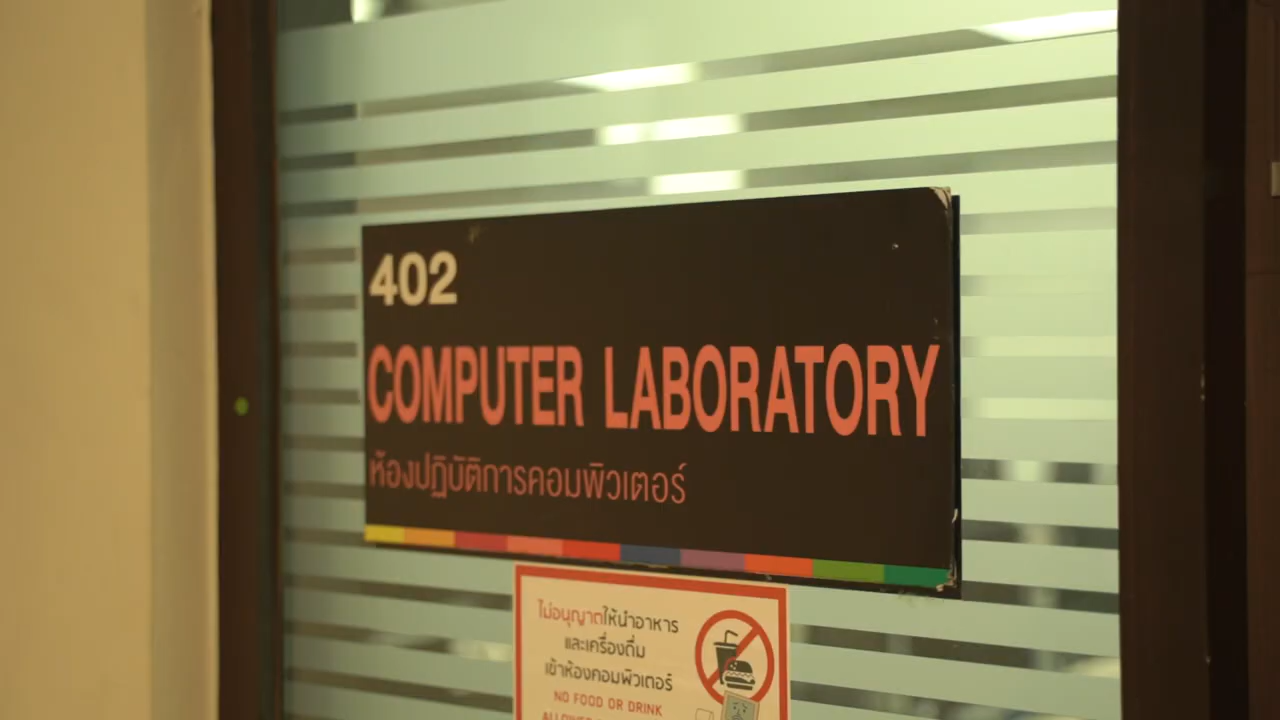 402
COMPUTER LABORATORY
ห้องปฏิบัติการคอมพิวเตอร์
ไม่อนุญาตให้นำอาหาร
และเครื่องดื่ม
เข้าห้องคอมพิวเตอร์
NO FOOD OR DRINK